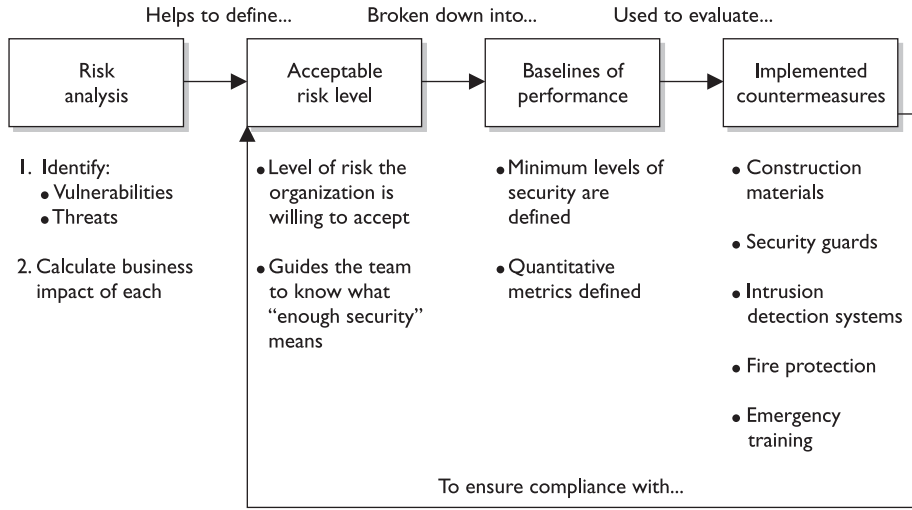 Helps to define...
Broken down into...
Used to evaluate...
Risk
analysis
Acceptable
risk level
Baselines of
performance
Implemented
countermeasures
1. Identify:
• Vulnerabilities
• Threats
2. Calculate business
impact of each
• Level of risk the
organization is
willing to accept
• Guides the team
to know what
“enough security”
means
• Minimum levels of
security are
defined
• Quantitative
metrics defined
• Construction
materials
• Security guards
• Intrusion
detection systems
• Fire protection
• Emergency
training
To ensure compliance with...